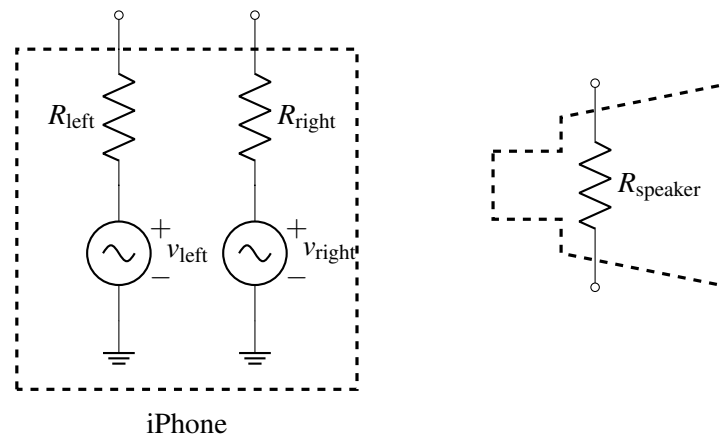 R_left
R_right
+
v_left
−
+
v_right
−
iPhone
R_speaker